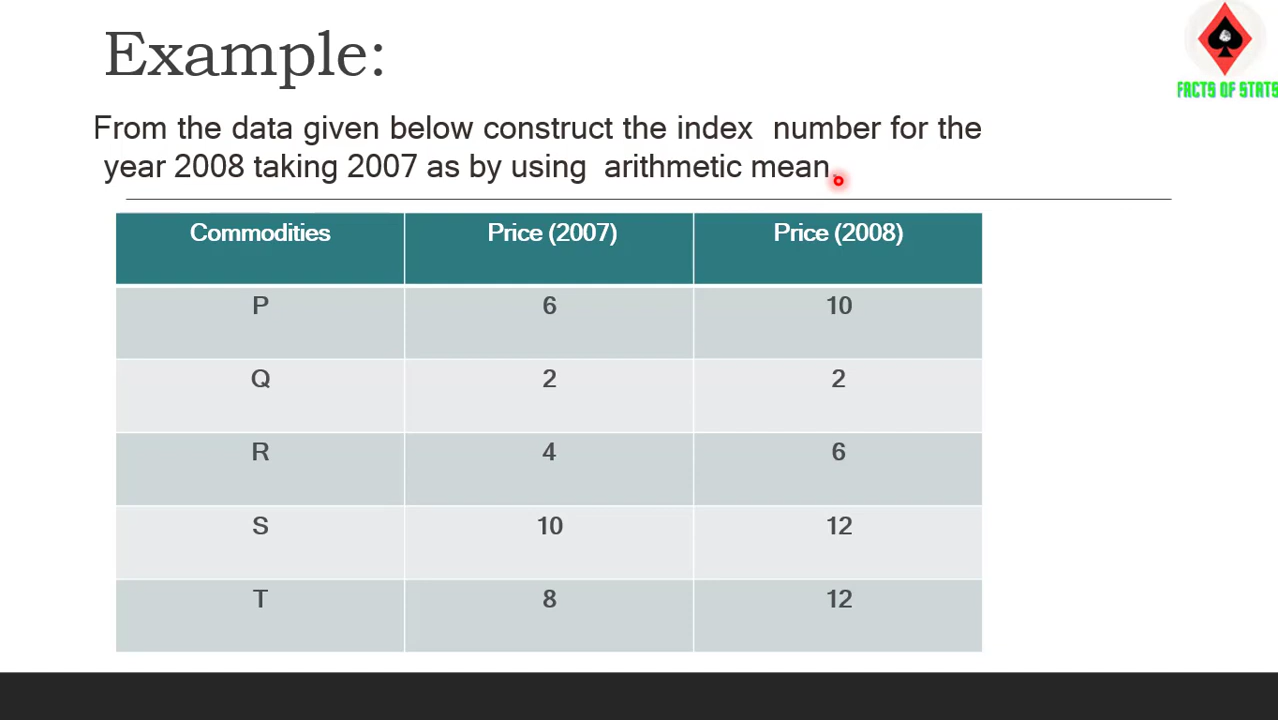 Example:
FACTS OF STATS
From the data given below construct the index number for the
year 2008 taking 2007 as by using arithmetic mean.
Commodities Price (2007) Price (2008)
P 6 10
Q 2 2
R 4 6
S 10 12
T 8 12